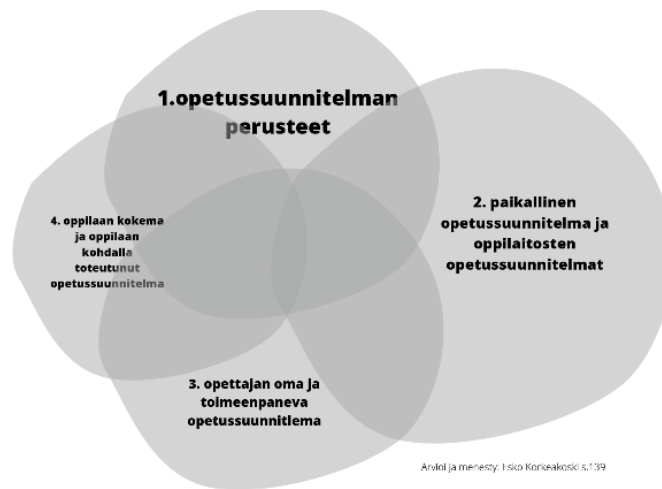 1.opetussuunnitelman
perusteet
2. paikallinen
opetussuunnitelma ja
oppilaitosten
opetussuunnitelmat
4. oppilaan kokema
ja oppilaan
kohdalla
toteutunut
opetussuunnitelma
3. opettajan oma ja
toimeenpaneva
opetussuunnitlema
Arvioi ja menesty: Esko Korkeakoski s.139